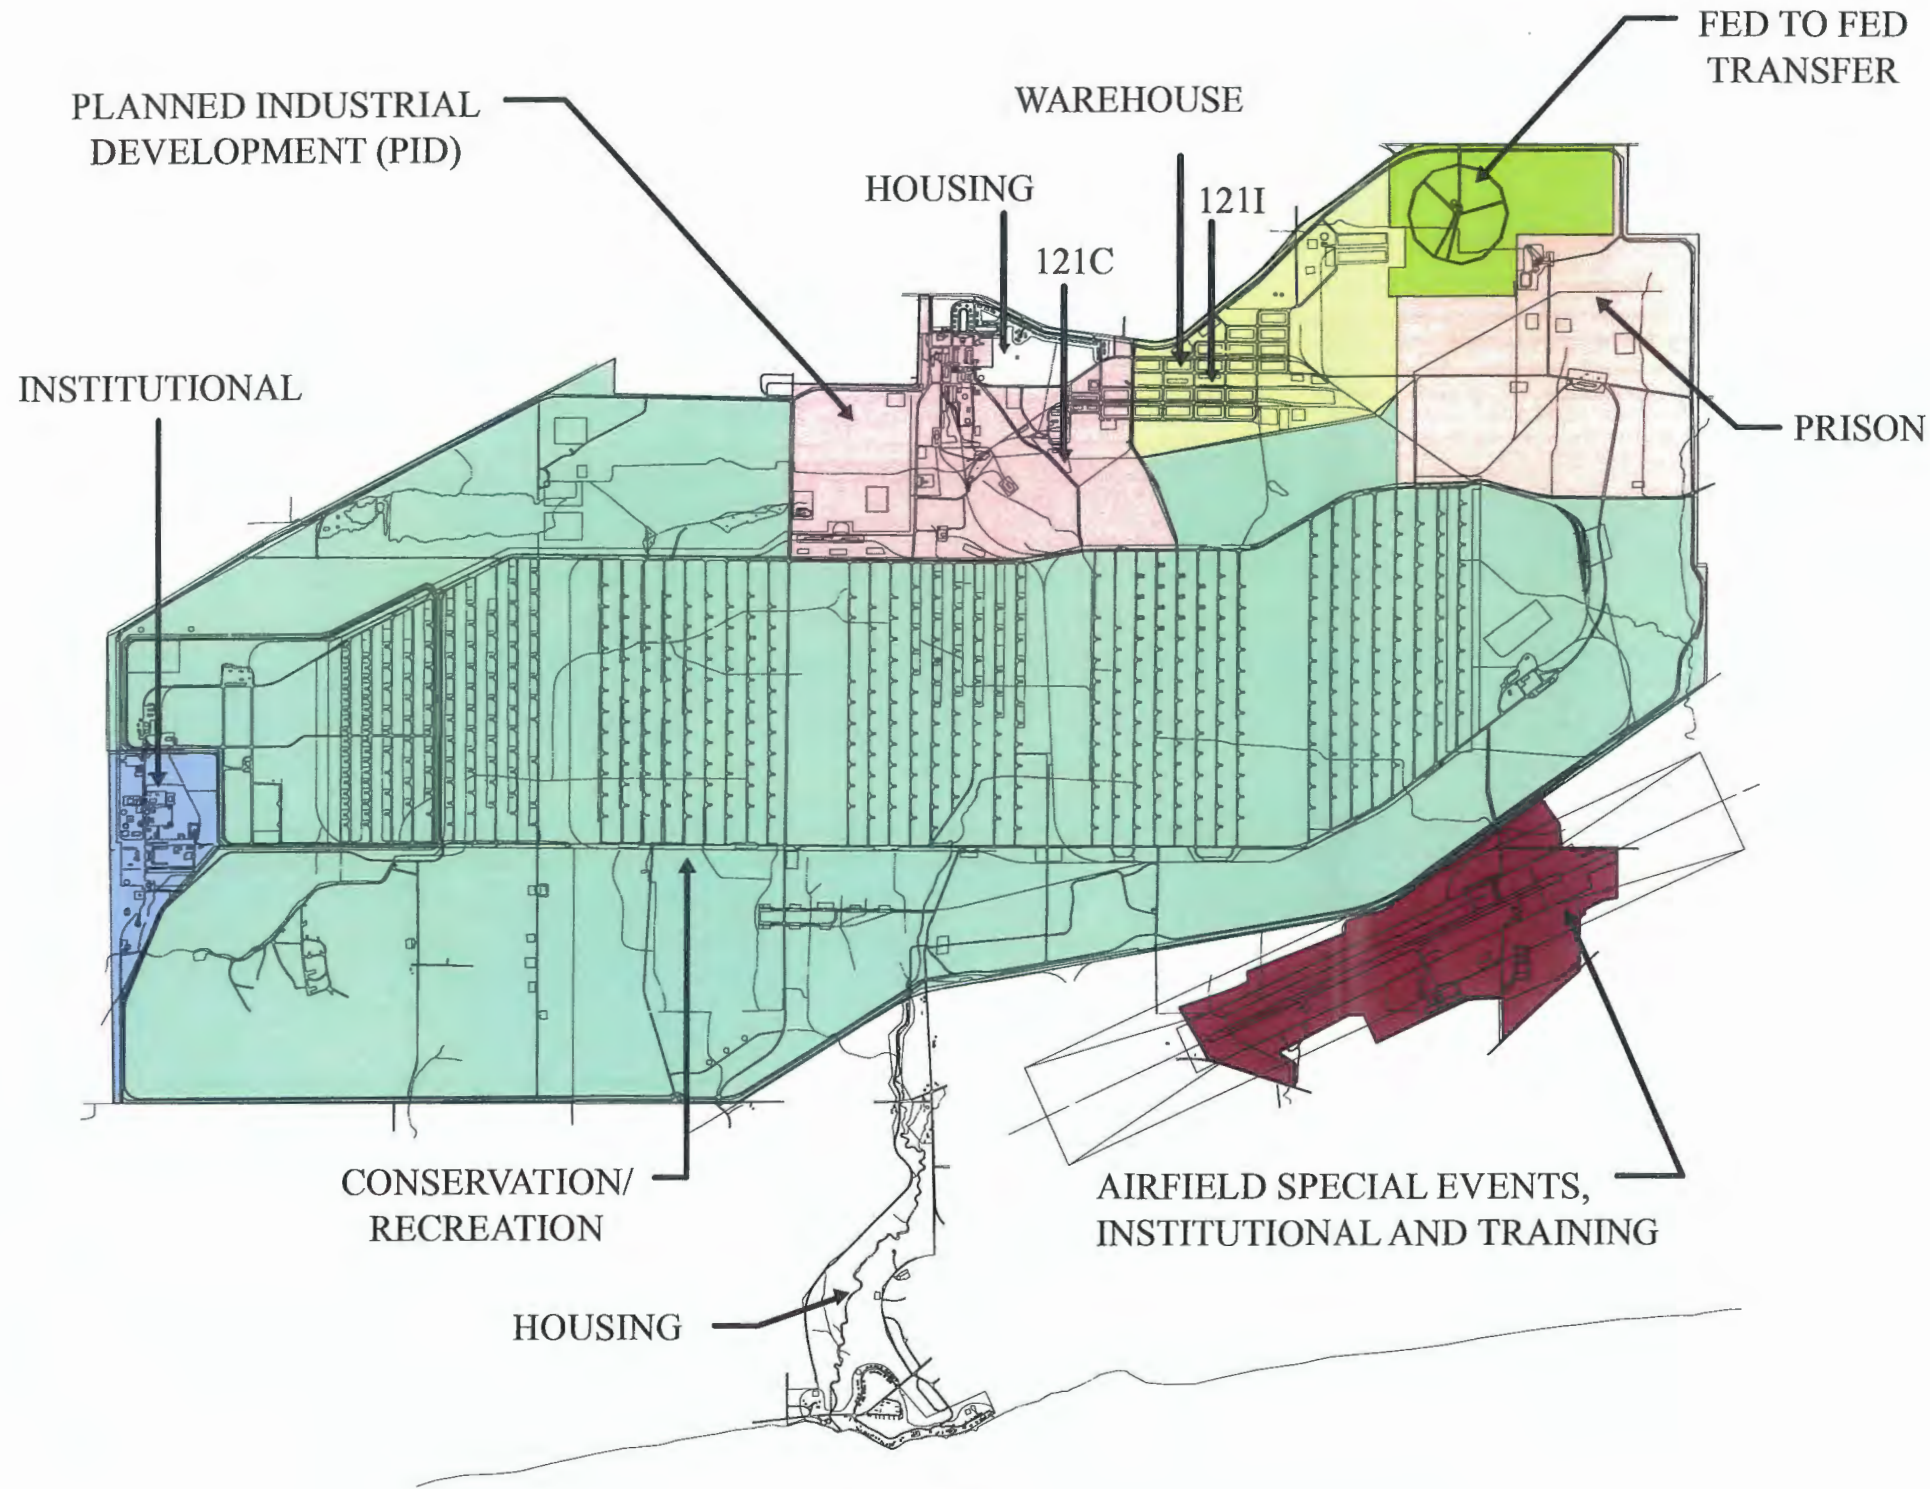 FED TO FED
TRANSFER
PLANNED INDUSTRIAL
DEVELOPMENT (PID)
WAREHOUSE
HOUSING
121I
121C
INSTITUTIONAL
PRISON
CONSERVATION/
RECREATION
AIRFIELD SPECIAL EVENTS,
INSTITUTIONAL AND TRAINING
HOUSING